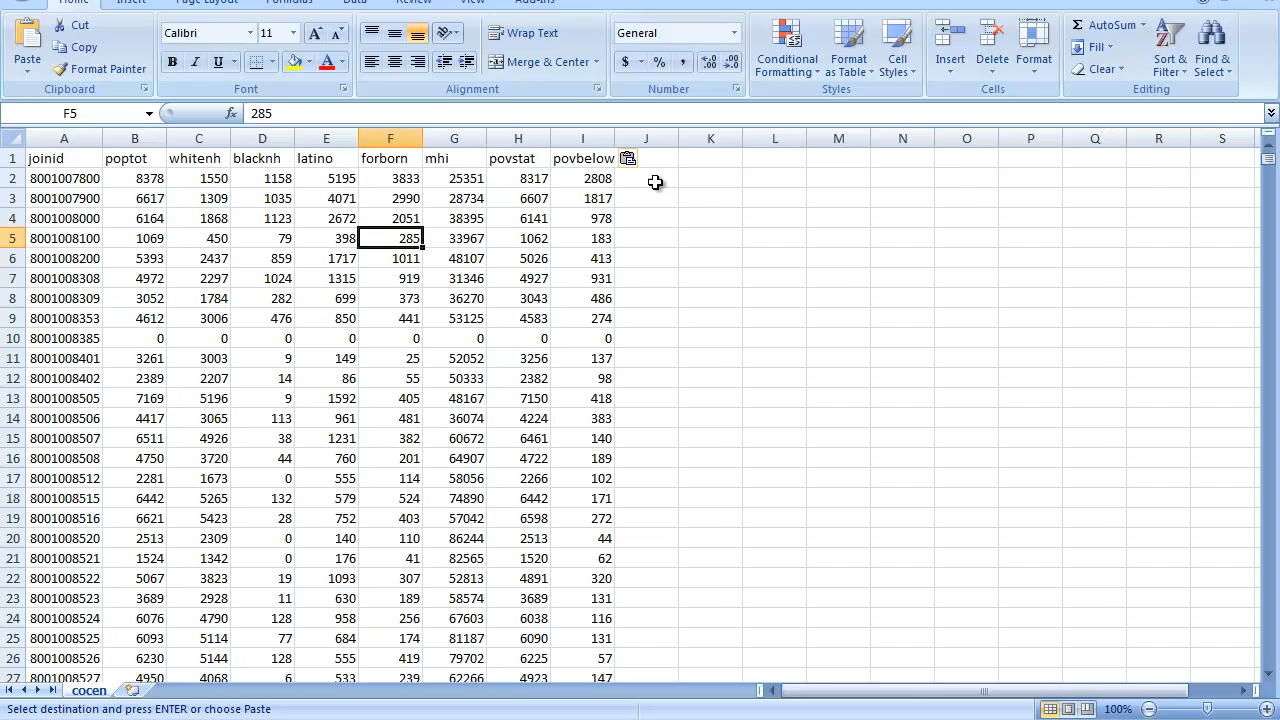 Home Insert Page Layout Formulas Data Review View Add-Ins
Paste
Cut
Copy
Format Painter
Clipboard
Calibri 11
Font
Wrap Text
Merge & Center
Alignment
General
Number
Conditional Formatting
Format as Table
Cell Styles
Styles
Insert Delete Format
Cells
AutoSum
Fill
Clear
Sort & Filter
Find & Select
Editing
F5 fx 285
A B C D E F G H I J K L M N O P Q R S
1 joinid poptot whitenh blacknh latino forborn mhi povstat povbelow
2 8001007800 8378 1550 1158 5195 3833 25351 8317 2808
3 8001007900 6617 1309 1035 4071 2990 28734 6607 1817
4 8001008000 6164 1868 1123 2672 2051 38395 6141 978
5 8001008100 1069 450 79 398 285 33967 1062 183
6 8001008200 5393 2437 859 1717 1011 48107 5026 413
7 8001008308 4972 2297 1024 1315 919 31346 4927 931
8 8001008309 3052 1784 282 699 373 36270 3043 486
9 8001008353 4612 3006 476 850 441 53125 4583 274
10 8001008385 0 0 0 0 0 0 0 0
11 8001008401 3261 3003 9 149 25 52052 3256 137
12 8001008402 2389 2207 14 86 55 50333 2382 98
13 8001008505 7169 5196 9 1592 405 48167 7150 418
14 8001008506 4417 3065 113 961 481 36074 4224 383
15 8001008507 6511 4926 38 1231 382 60672 6461 140
16 8001008508 4750 3720 44 760 201 64907 4722 189
17 8001008512 2281 1673 0 555 114 58056 2266 102
18 8001008515 6442 5265 132 579 524 74890 6442 171
19 8001008516 6621 5423 28 752 403 57042 6598 272
20 8001008520 2513 2309 0 140 110 86244 2513 44
21 8001008521 1524 1342 0 176 41 82565 1520 62
22 8001008522 5067 3823 19 1093 307 52813 4891 320
23 8001008523 3689 2928 11 630 189 58574 3689 131
24 8001008524 6076 4790 128 958 256 67603 6038 116
25 8001008525 6093 5114 77 684 174 81187 6090 131
26 8001008526 6230 5144 128 555 419 79702 6225 57
27 8001008527 4950 4068 6 533 239 62266 4923 147
cocen
Select destination and press ENTER or choose Paste
100%